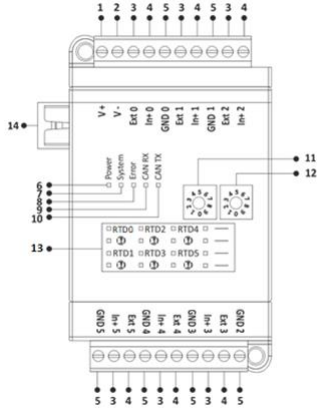 1 2 3 4 5 3 4 5 3 4
V+ V- Ext 0 In+ 0 GND 0 Ext 1 In+ 1 GND 1 Ext 2 In+ 2
14
11
12
6 Power
7 System
8 Error
9 CAN RX
10 CAN TX
13
RTD0 RTD2 RTD4
RTD1 RTD3 RTD5
GND 5 In+ 5 Ext 5 GND 4 In+ 4 Ext 4 GND 3 In+ 3 Ext 3 GND 2
5 3 4 5 3 4 5 3 4 5